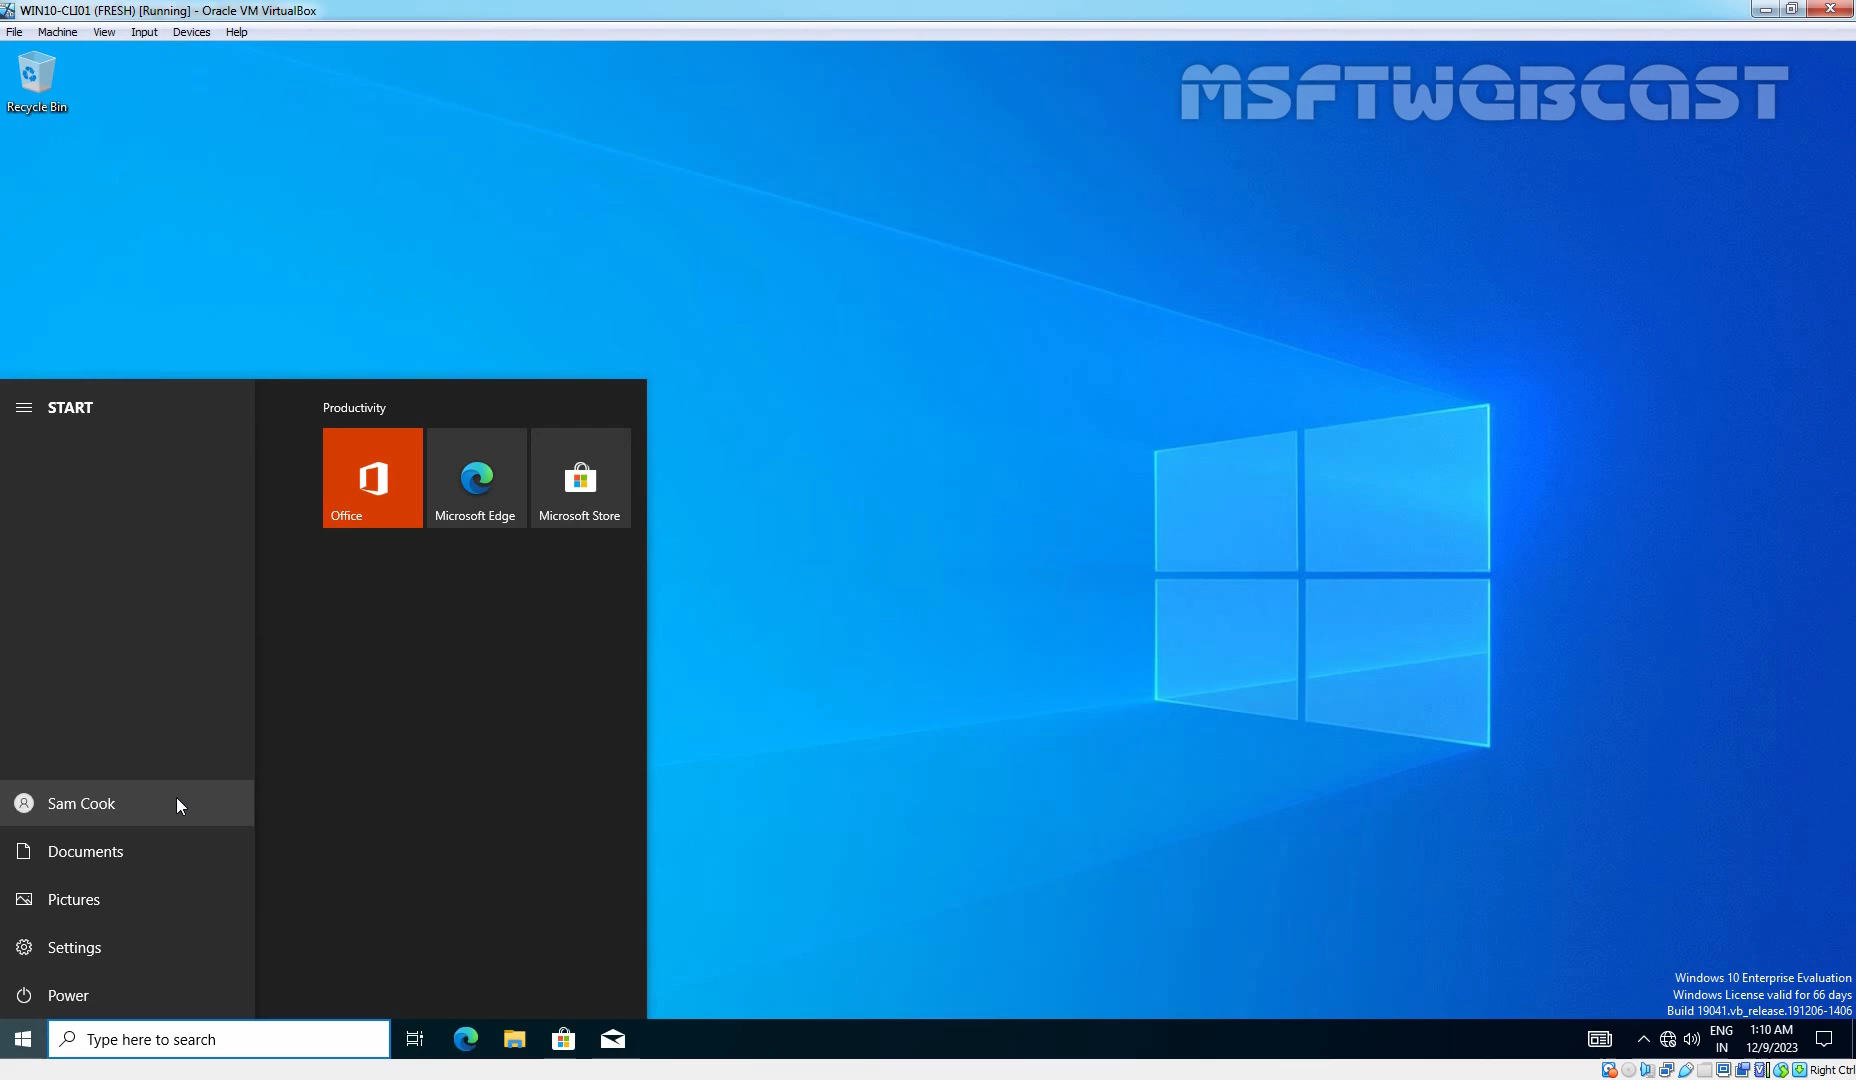 WIN10-CLI01 (FRESH) [Running] - Oracle VM VirtualBox
File Machine View Input Devices Help
MSFTWEBCAST
Recycle Bin
START
Productivity
Office
Microsoft Edge
Microsoft Store
Sam Cook
Documents
Pictures
Settings
Power
Windows 10 Enterprise Evaluation
Windows License valid for 66 days
Build 19041.vb_release.191206-1406
Type here to search
ENG
IN
1:10 AM
12/9/2023
Right Ctrl